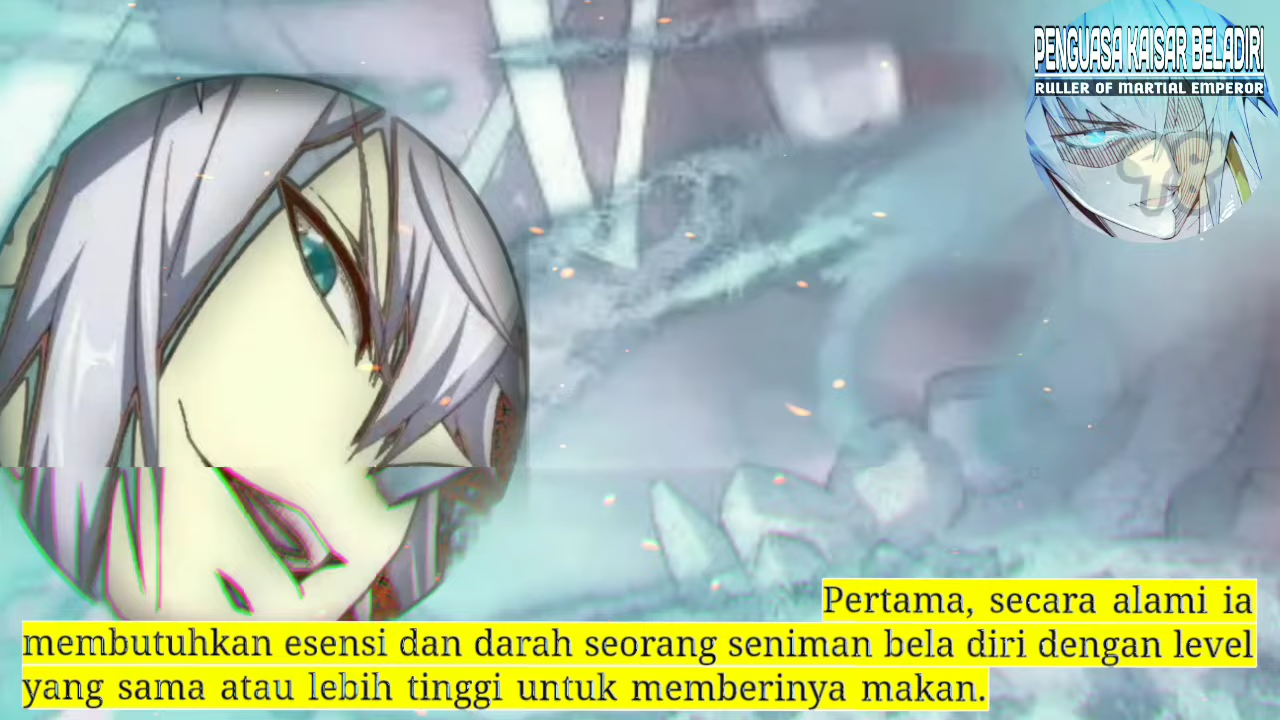 PENGUASA KAISAR BELADIRI
RULLER OF MARTIAL EMPEROR
Pertama, secara alami ia
membutuhkan esensi dan darah seorang seniman bela diri dengan level
yang sama atau lebih tinggi untuk memberinya makan.